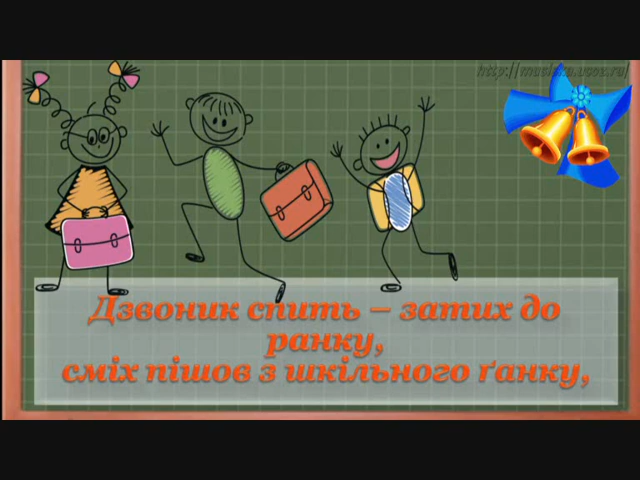 Дзвоник спить – затих до
ранку,
сміх пішов з шкільного ґанку,